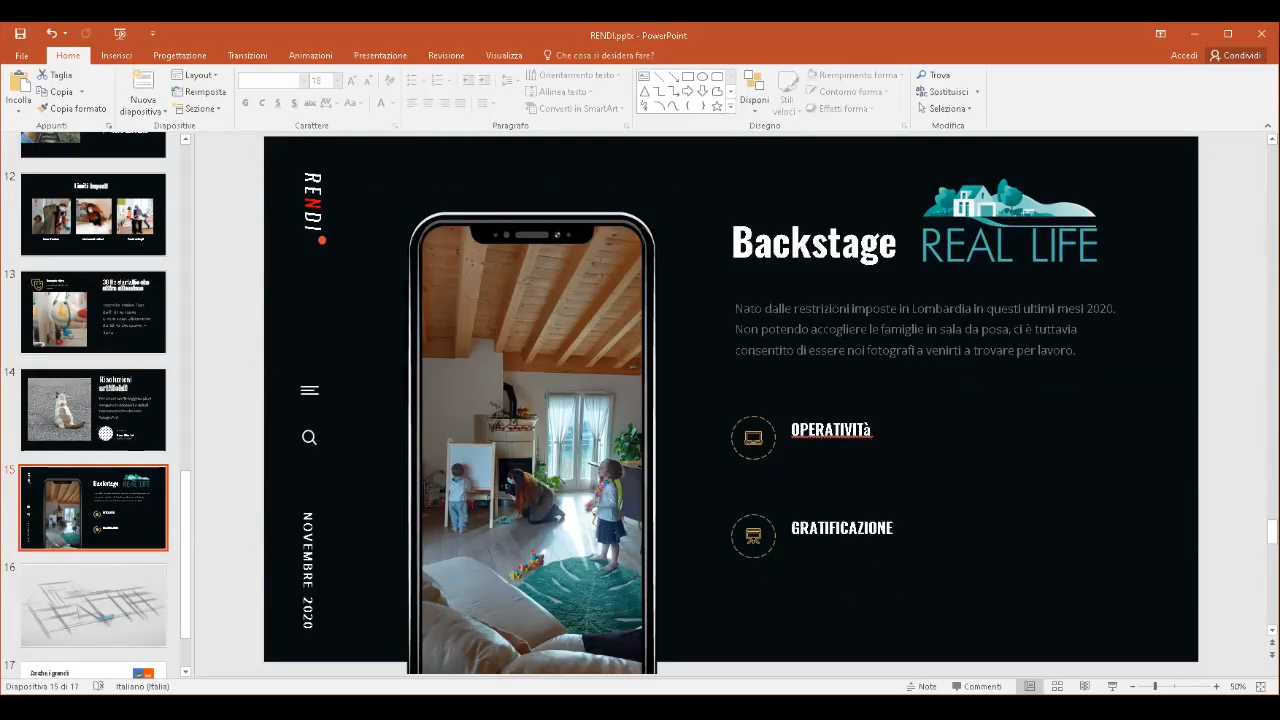 RENDI.pptx - PowerPoint
File
Home
Inserisci
Progettazione
Transizioni
Animazioni
Presentazione
Revisione
Visualizza
Che cosa si desidera fare?
Accedi
Condividi
Incolla
Taglia
Copia
Copia formato
Appunti
Nuova
diapositiva
Layout
Reimposta
Sezione
Diapositive
18
Carattere
Orientamento testo
Allinea testo
Converti in SmartArt
Paragrafo
Disponi
Stili
veloci
Riempimento forma
Contorno forma
Effetti forma
Disegno
Trova
Sostituisci
Seleziona
Modifica
12
13
14
Risoluzioni
artificiali
15
16
17
Anche i grandi
RENDI
NOVEMBRE 2020
Backstage
REAL LIFE
Nato dalle restrizioni imposte in Lombardia in questi ultimi mesi 2020.
Non potendo accogliere le famiglie in sala da posa, ci è tuttavia
consentito di essere noi fotografi a venirti a trovare per lavoro.
OPERATIVITà
GRATIFICAZIONE
Diapositiva 15 di 17
Italiano (Italia)
Note
Commenti
50%